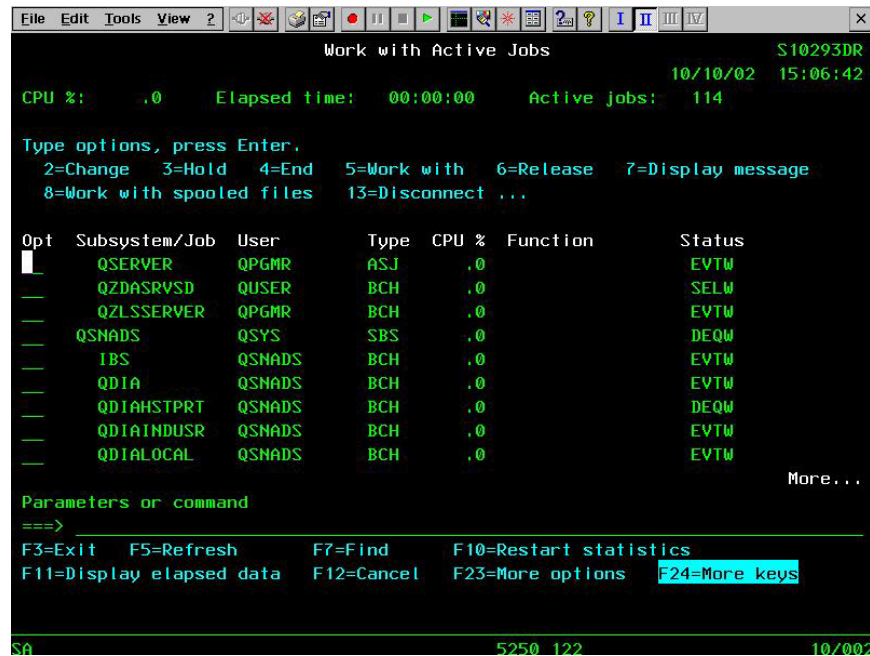 File Edit Tools View ?
I II III IV
Work with Active Jobs S10293DR
10/10/02 15:06:42
CPU %: .0 Elapsed time: 00:00:00 Active jobs: 114
Type options, press Enter.
2=Change 3=Hold 4=End 5=Work with 6=Release 7=Display message
8=Work with spooled files 13=Disconnect ...
Opt Subsystem/Job User Type CPU % Function Status
QSERVER QPGMR ASJ .0 EVTW
QZDASRVSD QUSER BCH .0 SELW
QZLSSERVER QPGMR BCH .0 EVTW
QSNADS QSYS SBS .0 DEQW
IBS QSNADS BCH .0 EVTW
QDIA QSNADS BCH .0 EVTW
QDIAHSTPRT QSNADS BCH .0 DEQW
QDIAINDUSR QSNADS BCH .0 EVTW
QDIALOCAL QSNADS BCH .0 EVTW
More...
Parameters or command
===>
F3=Exit F5=Refresh F7=Find F10=Restart statistics
F11=Display elapsed data F12=Cancel F23=More options F24=More keys
SA 5250 122 10/002